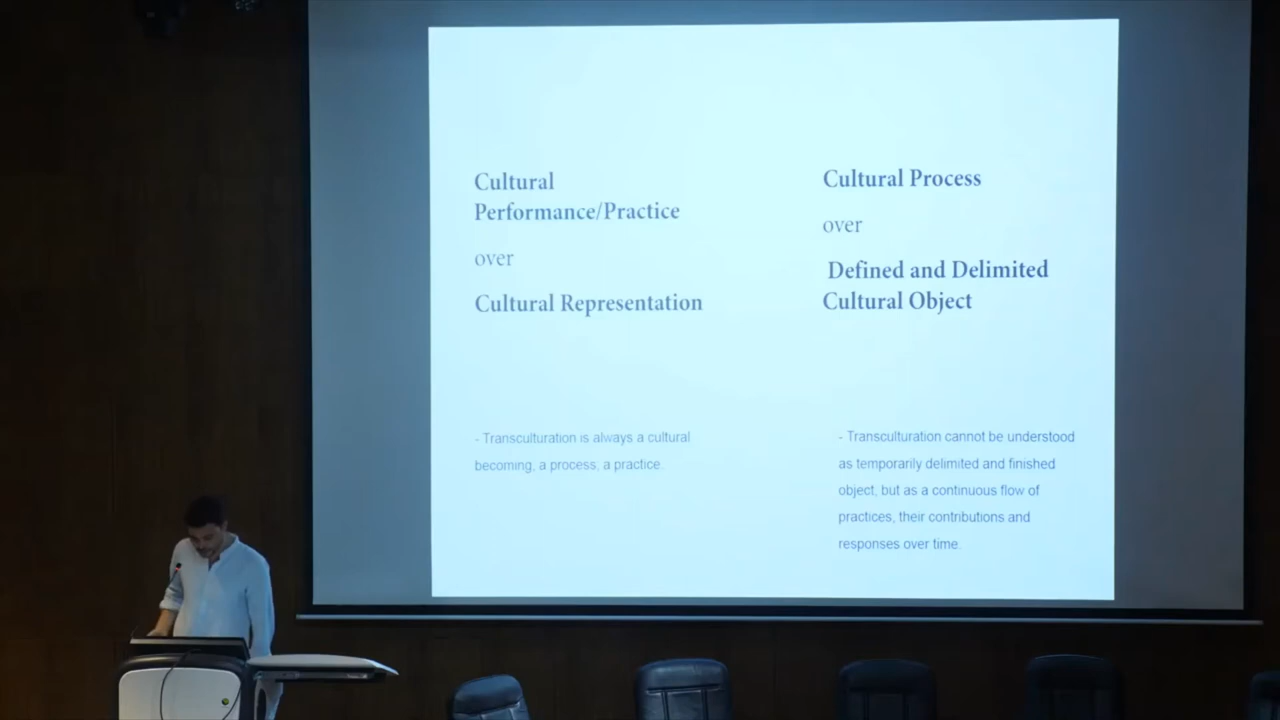 Cultural
Performance/Practice
over
Cultural Representation
- Transculturation is always a cultural
becoming, a process, a practice.
Cultural Process
over
Defined and Delimited
Cultural Object
- Transculturation cannot be understood
as temporarily delimited and finished
object, but as a continuous flow of
practices, their contributions and
responses over time.